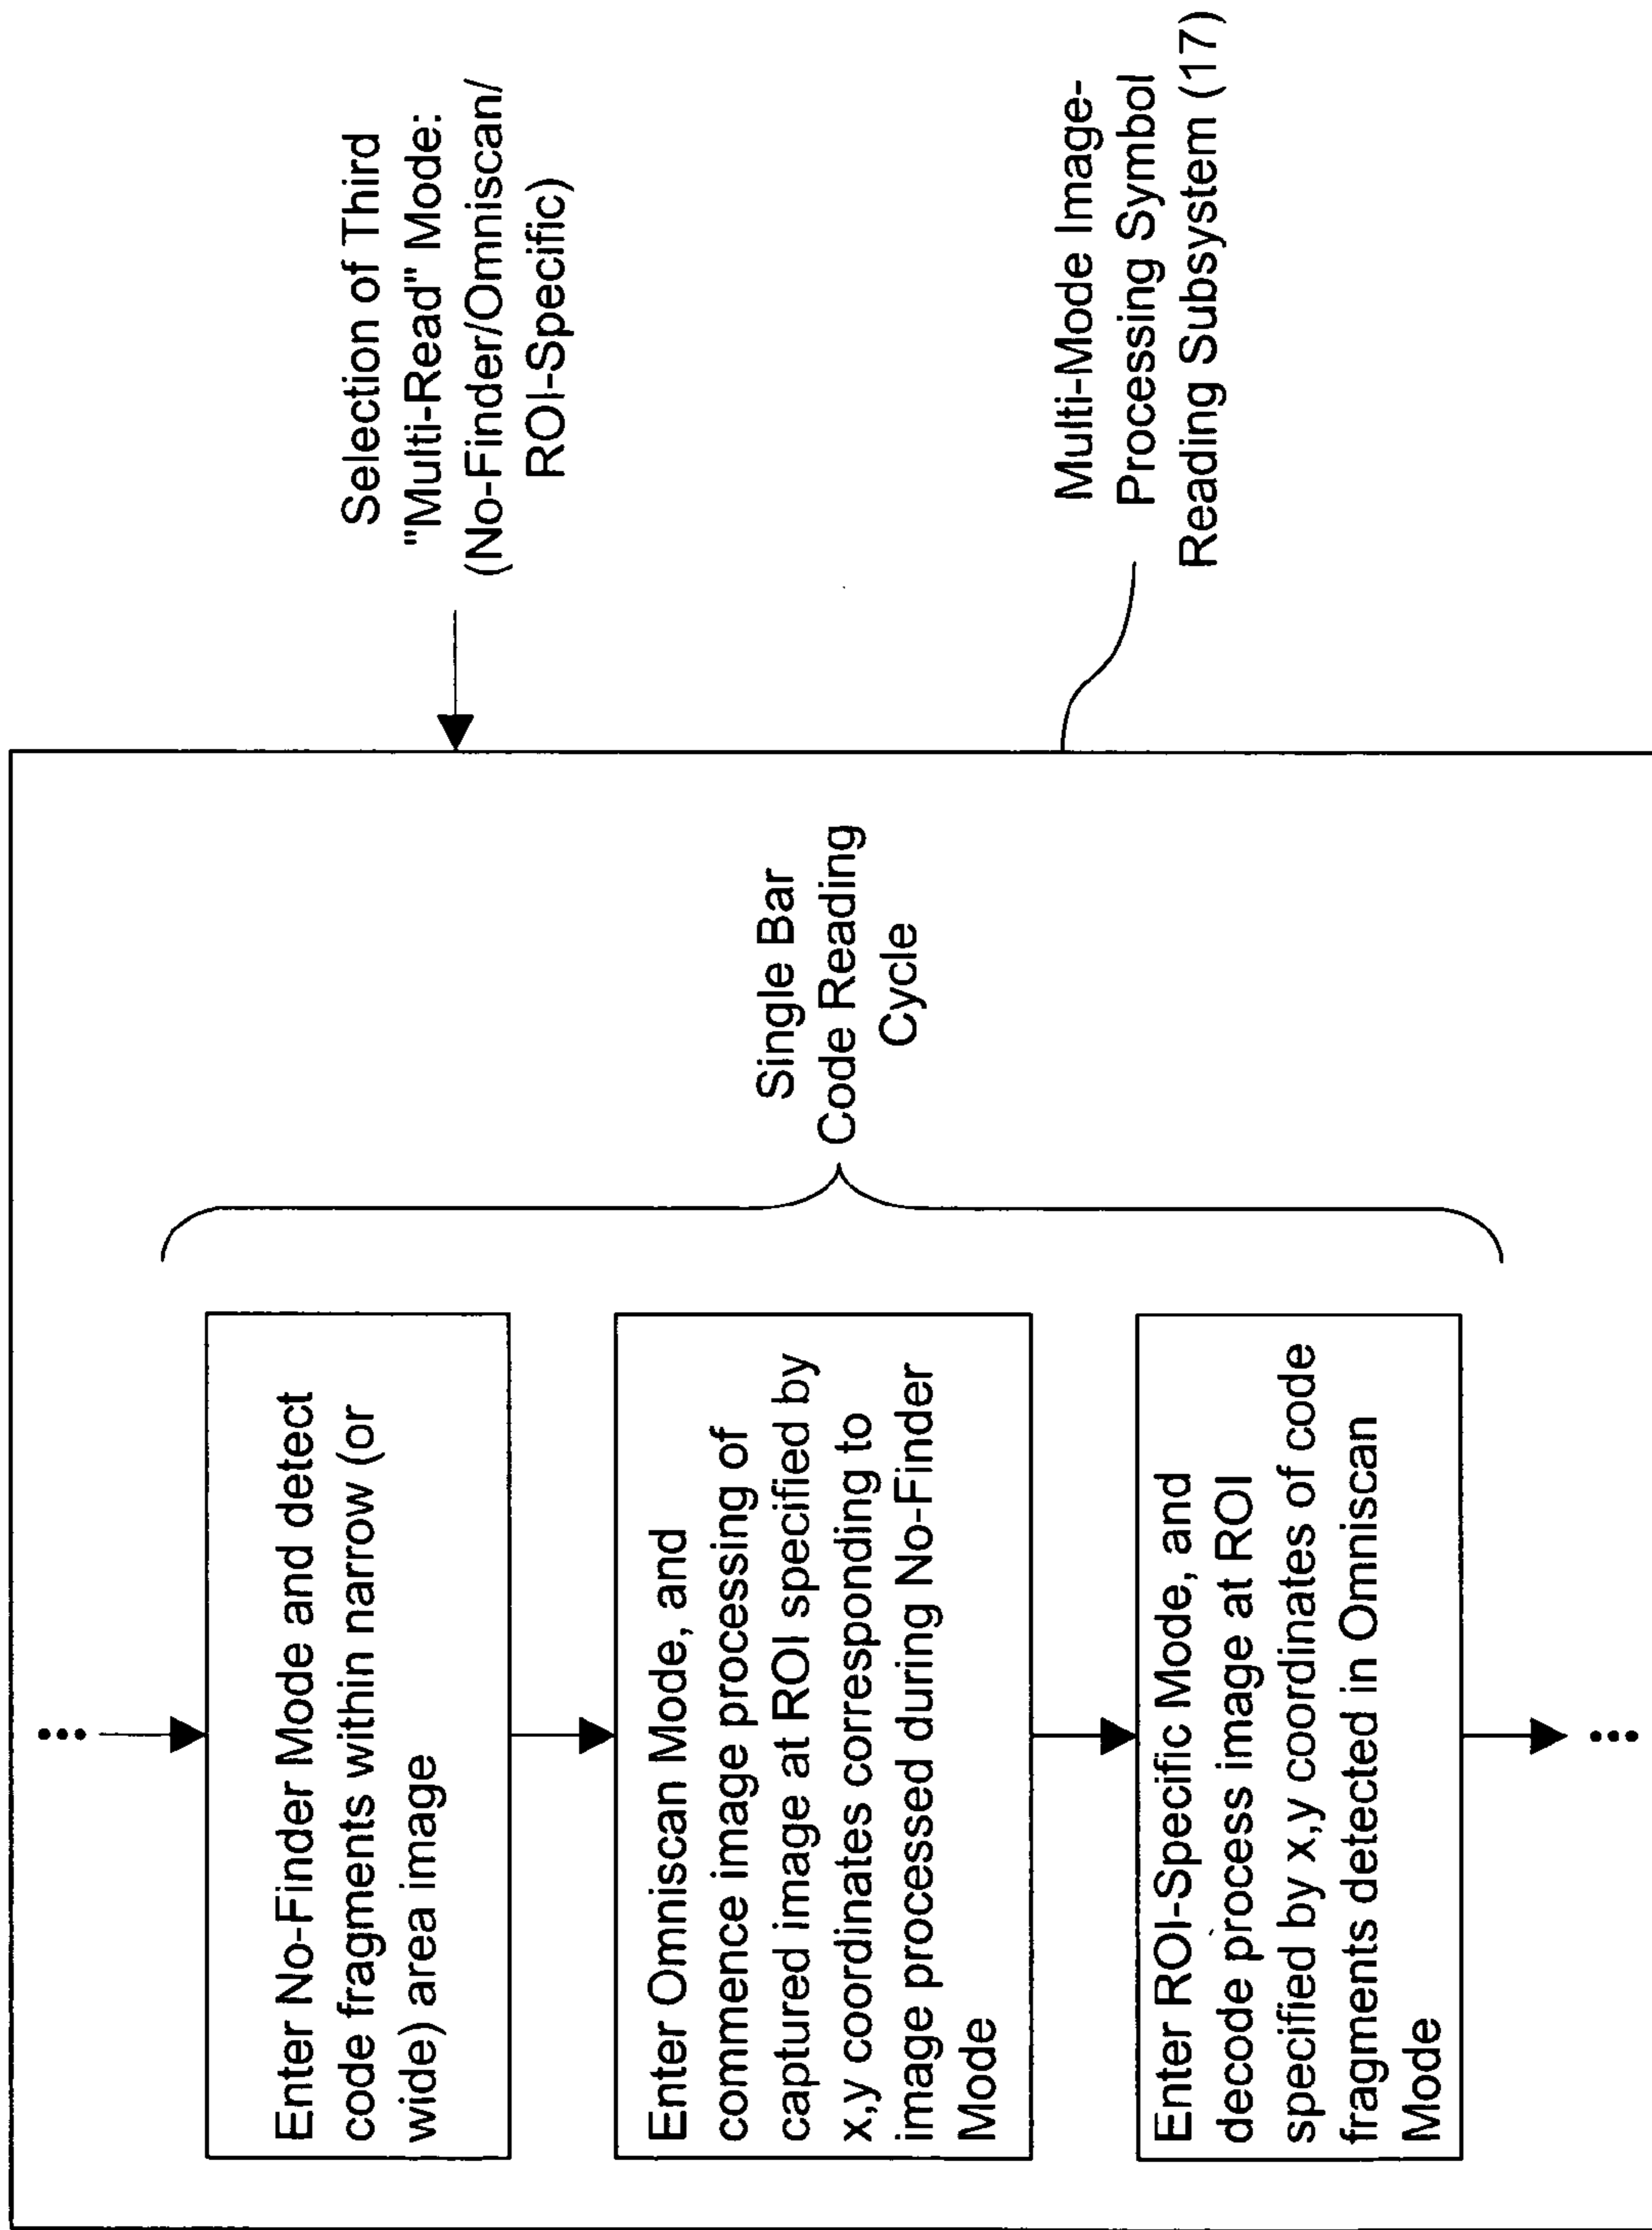 Selection of Third
"Multi-Read" Mode:
(No-Finder/Omniscan/
ROI-Specific)
Multi-Mode Image-
Processing Symbol
Reading Subsystem (17)
Single Bar
Code Reading
Cycle
Enter No-Finder Mode and detect
code fragments within narrow (or
wide) area image
Enter Omniscan Mode, and
commence image processing of
captured image at ROI specified by
x,y coordinates corresponding to
image processed during No-Finder
Mode
Enter ROI-Specific Mode, and
decode process image at ROI
specified by x,y coordinates of code
fragments detected in Omniscan
Mode